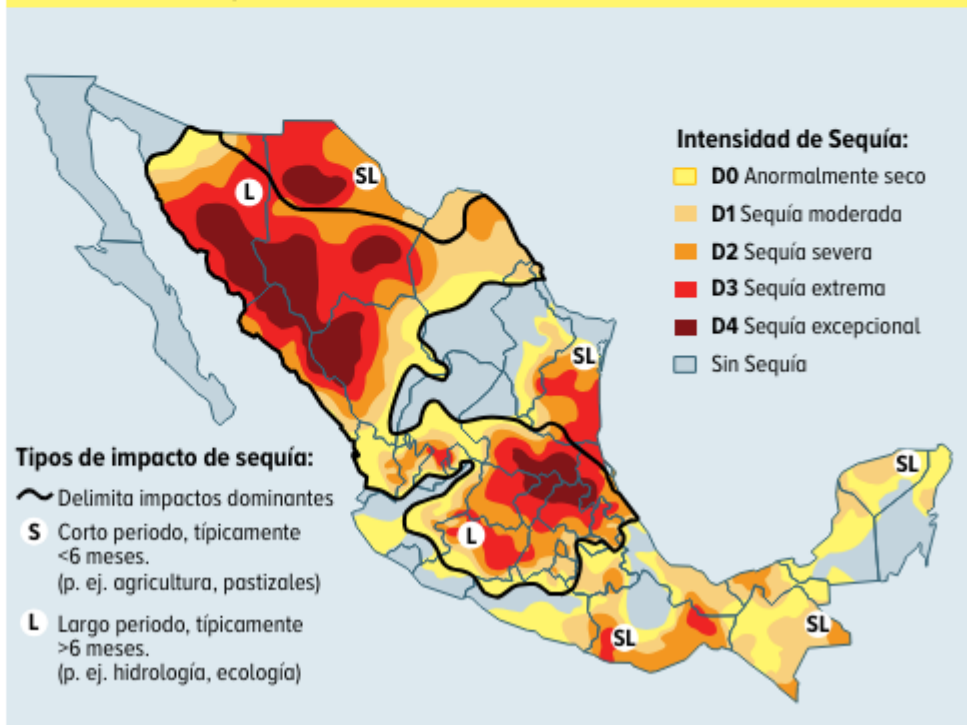 Intensidad de Sequía:
D0 Anormalmente seco
D1 Sequía moderada
D2 Sequía severa
D3 Sequía extrema
D4 Sequía excepcional
Sin Sequía
L
SL
SL
SL
L
SL
SL
Tipos de impacto de sequía:
Delimita impactos dominantes
S Corto periodo, típicamente
<6 meses.
(p. ej. agricultura, pastizales)
L Largo periodo, típicamente
>6 meses.
(p. ej. hidrología, ecología)